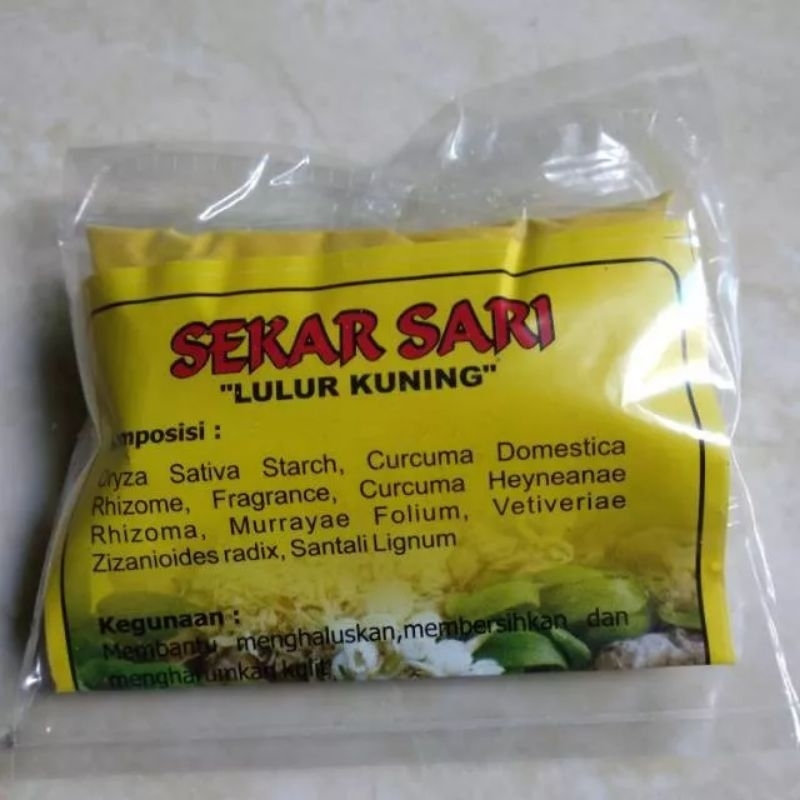 SEKAR SARI
"LULUR KUNING"
Komposisi :
Oryza Sativa Starch, Curcuma Domestica
Rhizome, Fragrance, Curcuma Heyneanae
Rhizoma, Murrayae Folium, Vetiveriae
Zizanioides radix, Santali Lignum
Kegunaan :
Membantu menghaluskan,membersihkan dan
mengharumkan kulit